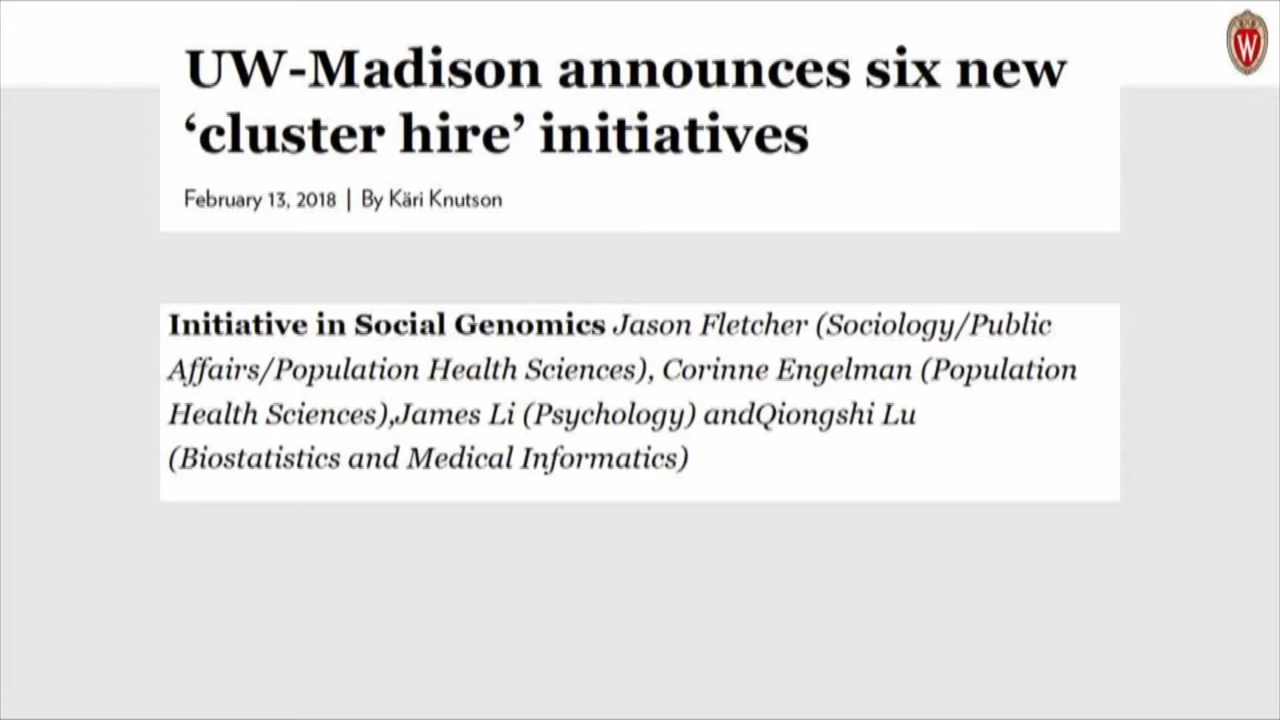 UW-Madison announces six new
‘cluster hire’ initiatives
February 13, 2018 | By Käri Knutson
Initiative in Social Genomics Jason Fletcher (Sociology/Public
Affairs/Population Health Sciences), Corinne Engelman (Population
Health Sciences),James Li (Psychology) andQiongshi Lu
(Biostatistics and Medical Informatics)
W